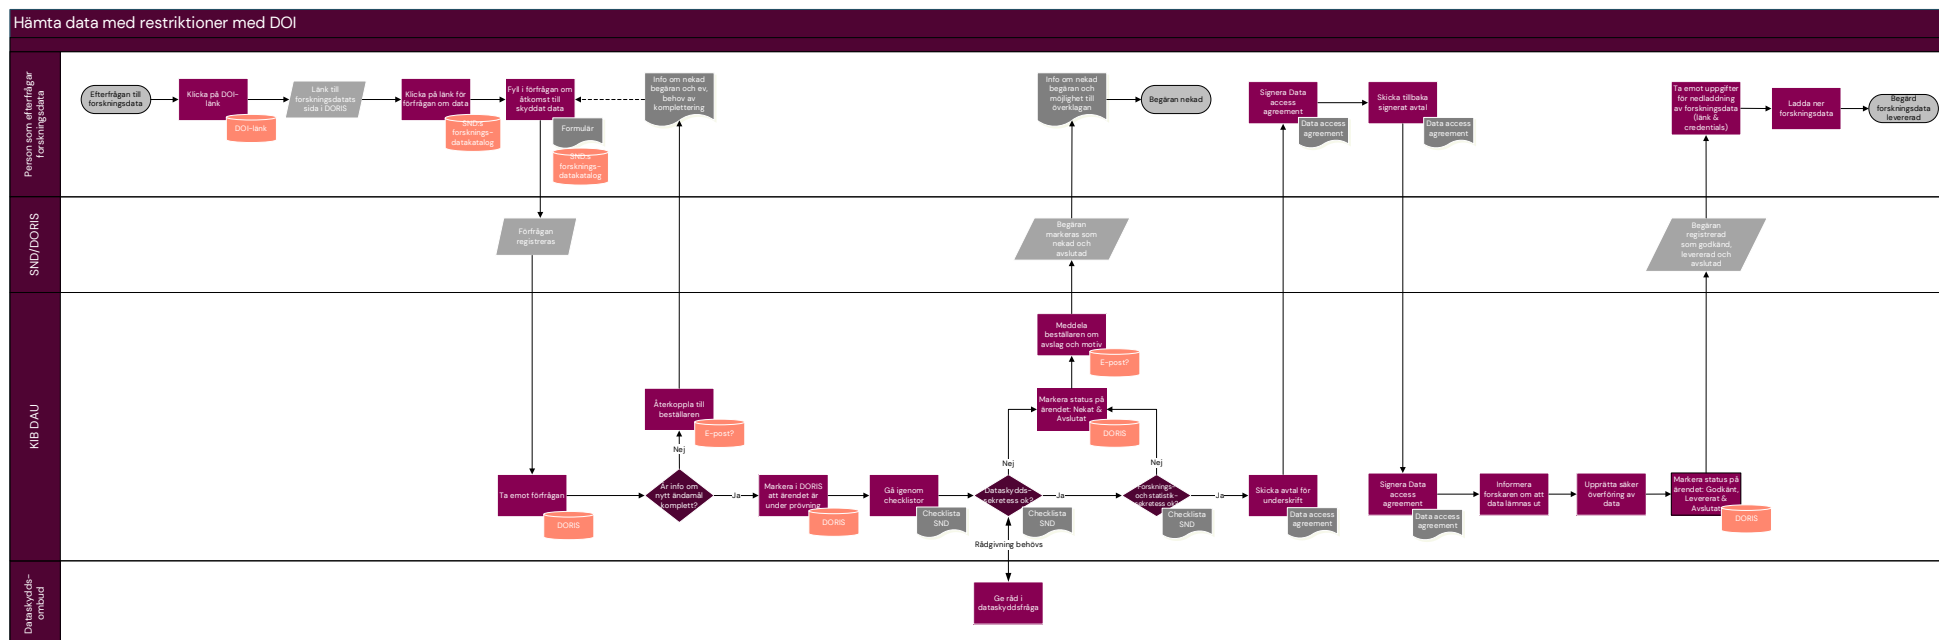 Hämta data med restriktioner med DOI
Person som efterfrågar
forskningsdata
Efterfrågan till
forskningsdata
Klicka på DOI-
länk
DOI-länk
Länk till
forskningsdatats
sida i DORIS
Klicka på länk för
förfrågan om data
SND:s
forsknings-
datakatalog
Fyll i förfrågan om
åtkomst till
skyddat data
Formulär
SND:s
forsknings-
datakatalog
Info om nekad
begäran och ev,
behov av
komplettering
Info om nekad
begäran och
möjlighet till
överklagan
Begäran nekad
Signera Data
access
agreement
Data access
agreement
Skicka tillbaka
signerat avtal
Data access
agreement
Ta emot uppgifter
för nedladdning
av forskningsdata
(länk &
credentials)
Ladda ner
forskningsdata
Begärd
forskningsdata
levererad
SND/DORIS
Förfrågan
registreras
Begäran
markeras som
nekad och
avslutad
Begäran
registrerad
som godkänd,
levererad och
avslutad
KIB DAU
Meddela
beställaren om
avslag och motiv
E-post?
Återkoppla till
beställaren
E-post?
Nej
Markera status på
ärendet: Nekat &
Avslutat
DORIS
Nej
Nej
Ta emot förfrågan
DORIS
Är info om
nytt ändamål
komplett?
Ja
Markera i DORIS
att ärendet är
under prövning
DORIS
Gå igenom
checklistor
Checklista
SND
Dataskydds-
sekretess ok?
Checklista
SND
Ja
Forsknings-
och statistik-
sekretess ok?
Checklista
SND
Ja
Skicka avtal för
underskrift
Data access
agreement
Signera Data
access
agreement
Data access
agreement
Informera
forskaren om att
data lämnas ut
Upprätta säker
överföring av
data
Markera status på
ärendet: Godkänt,
Levererat &
Avslutat
DORIS
Rådgivning behövs
Dataskydds-
ombud
Ge råd i
dataskyddsfråga